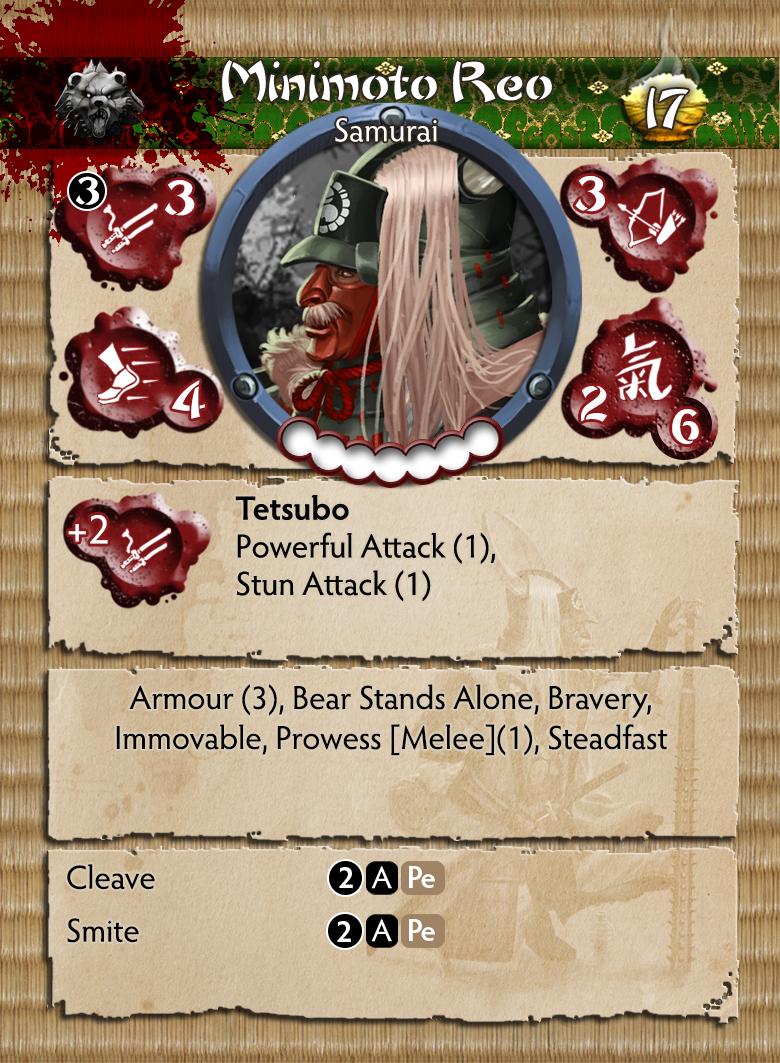 Minimoto Reo
17
Samurai
3 3
3
4
氣
2 6
+2
Tetsubo
Powerful Attack (1),
Stun Attack (1)
Armour (3), Bear Stands Alone, Bravery,
Immovable, Prowess [Melee](1), Steadfast
Cleave 2 A Pe
Smite 2 A Pe